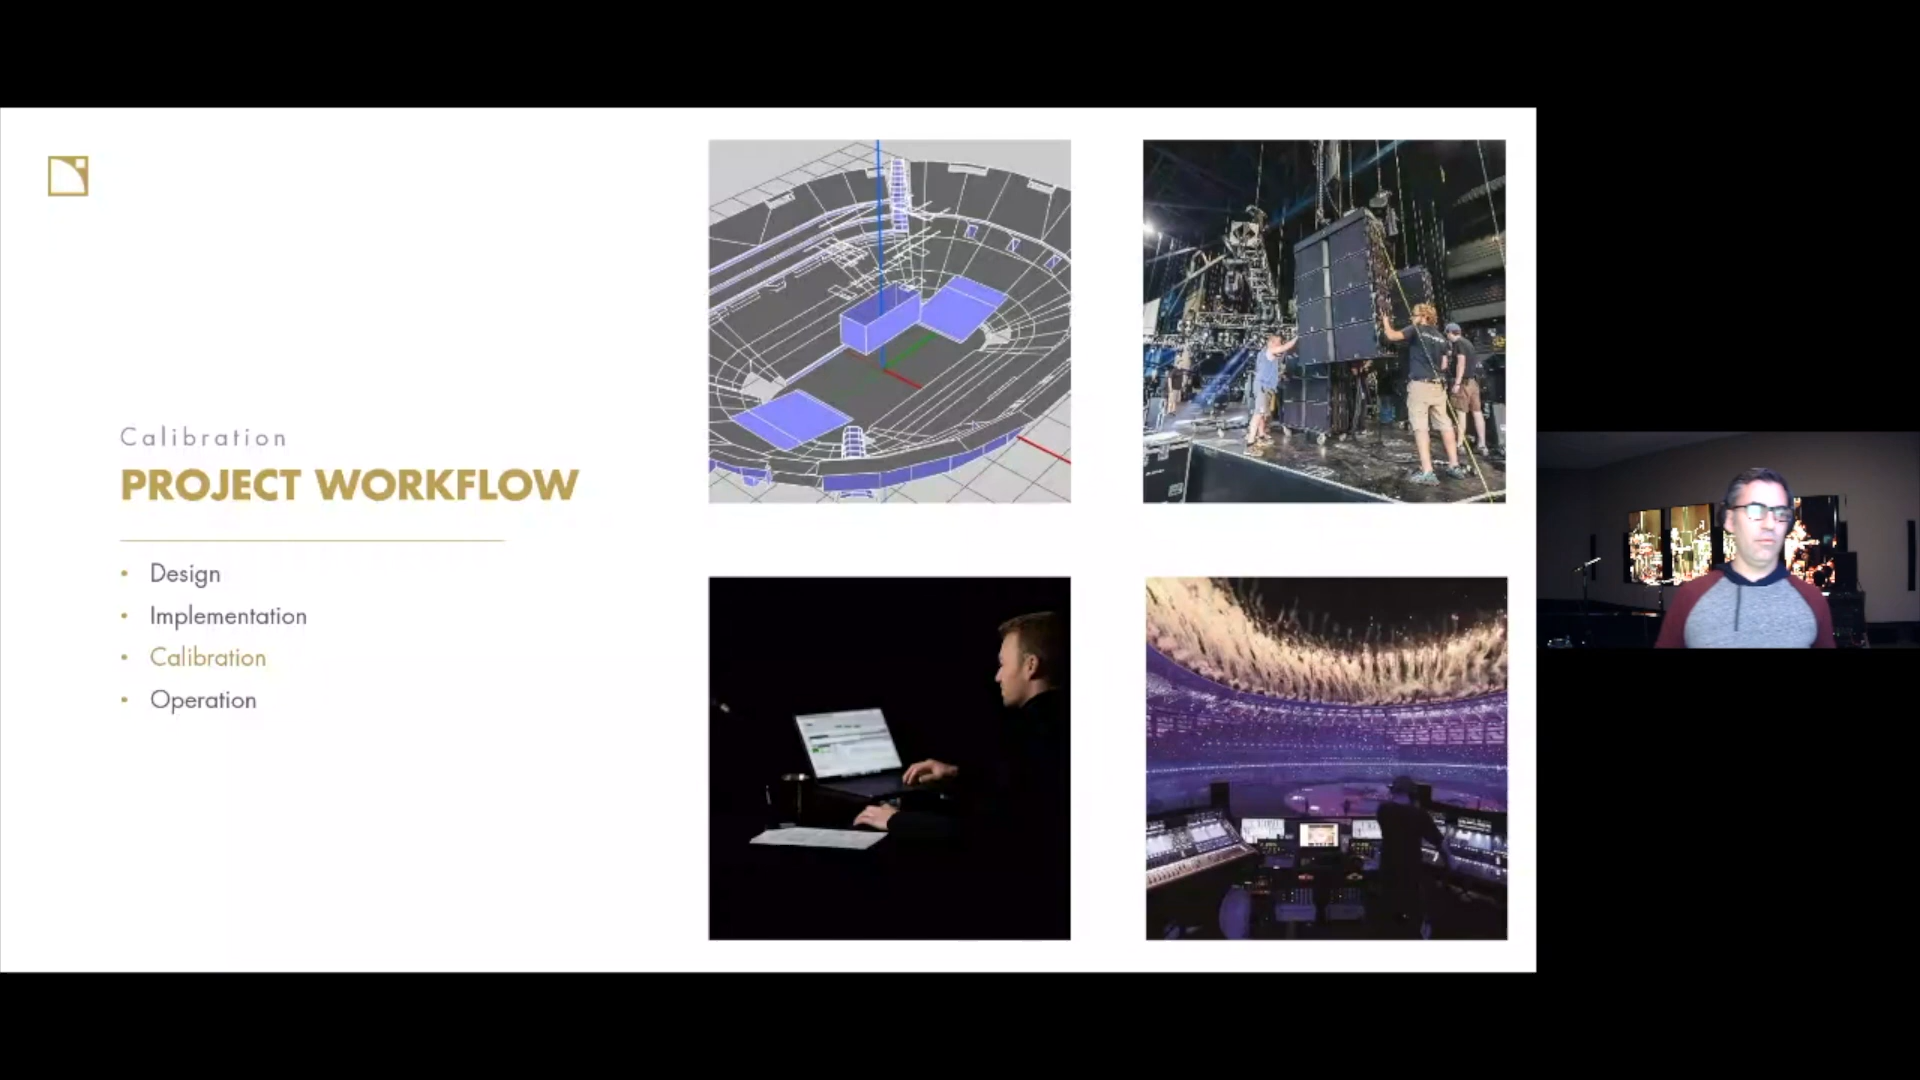 Calibration
PROJECT WORKFLOW
• Design
• Implementation
• Calibration
• Operation